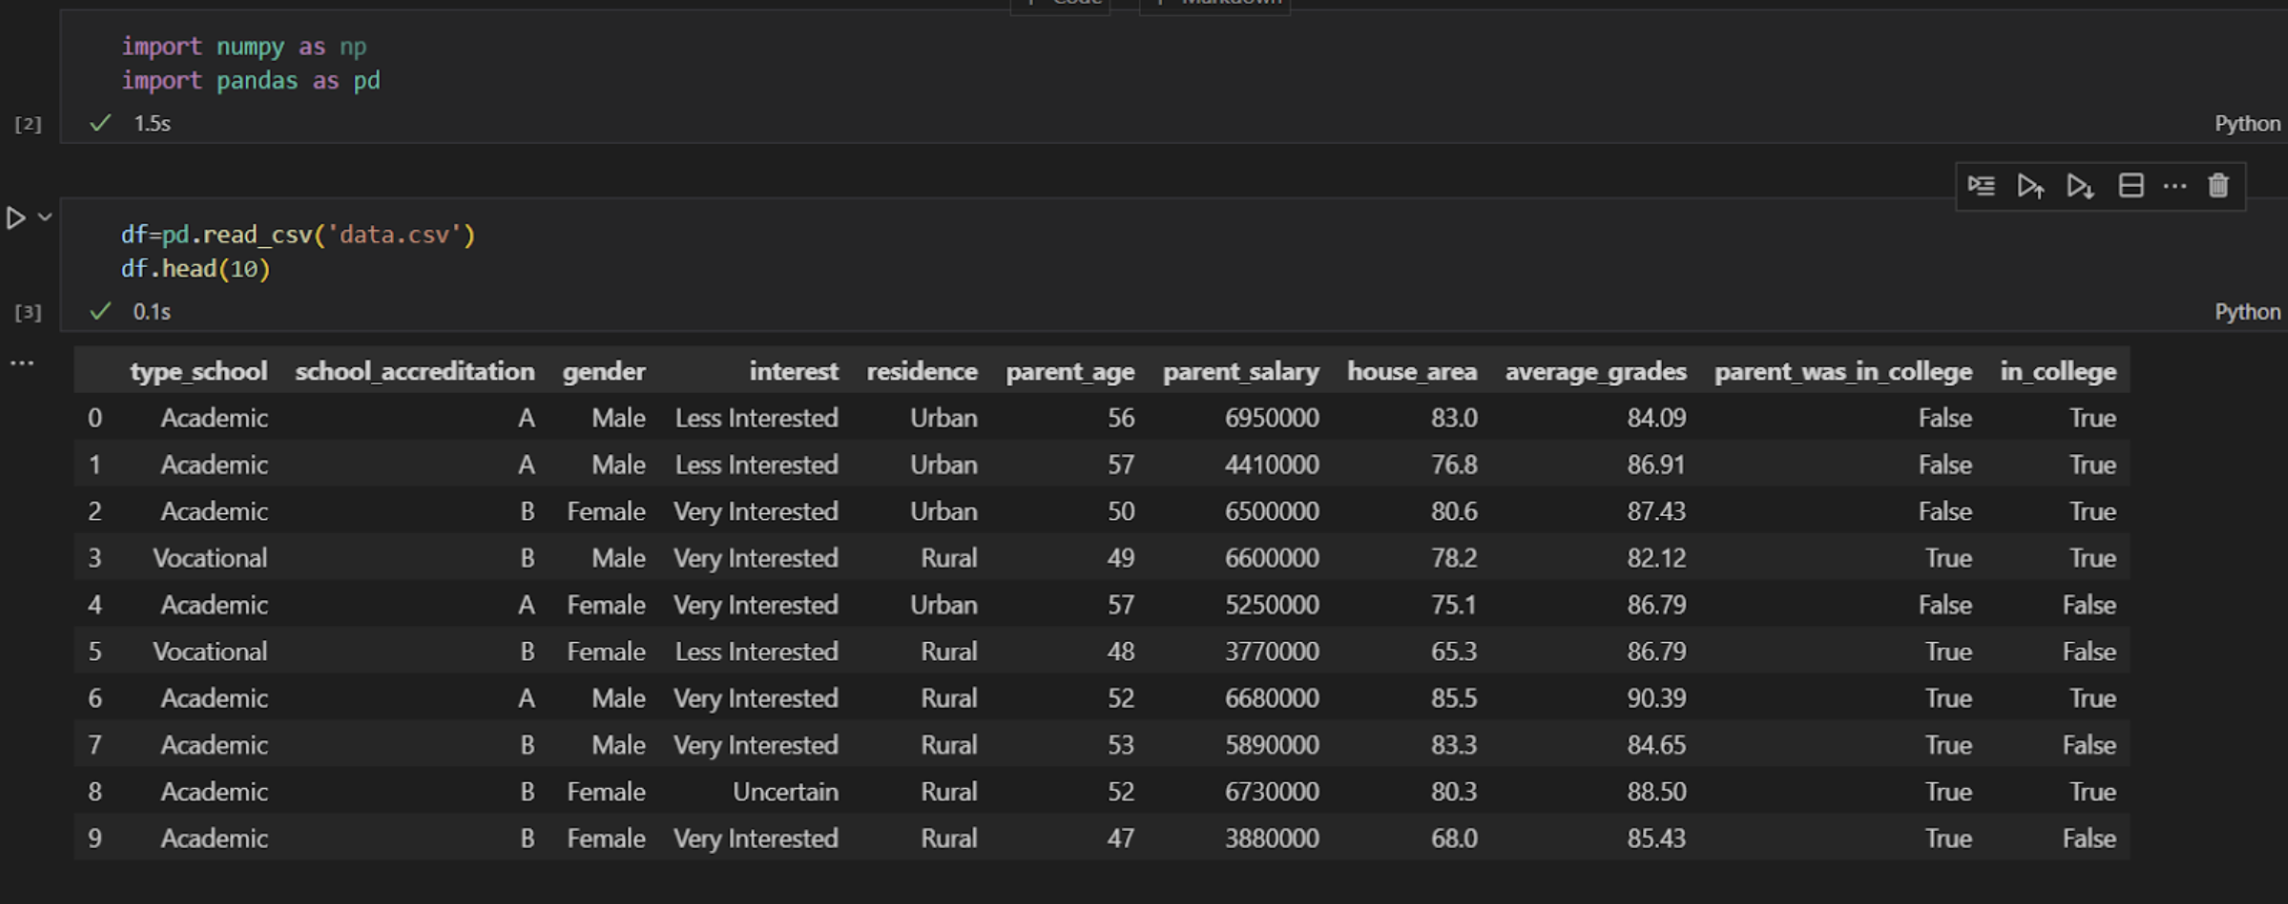 + Code + Markdown
import numpy as np
import pandas as pd
[2] 1.5s Python
df=pd.read_csv('data.csv')
df.head(10)
[3] 0.1s Python
type_school school_accreditation gender interest residence parent_age parent_salary house_area average_grades parent_was_in_college in_college
0 Academic A Male Less Interested Urban 56 6950000 83.0 84.09 False True
1 Academic A Male Less Interested Urban 57 4410000 76.8 86.91 False True
2 Academic B Female Very Interested Urban 50 6500000 80.6 87.43 False True
3 Vocational B Male Very Interested Rural 49 6600000 78.2 82.12 True True
4 Academic A Female Very Interested Urban 57 5250000 75.1 86.79 False False
5 Vocational B Female Less Interested Rural 48 3770000 65.3 86.79 True False
6 Academic A Male Very Interested Rural 52 6680000 85.5 90.39 True True
7 Academic B Male Very Interested Rural 53 5890000 83.3 84.65 True False
8 Academic B Female Uncertain Rural 52 6730000 80.3 88.50 True True
9 Academic B Female Very Interested Rural 47 3880000 68.0 85.43 True False